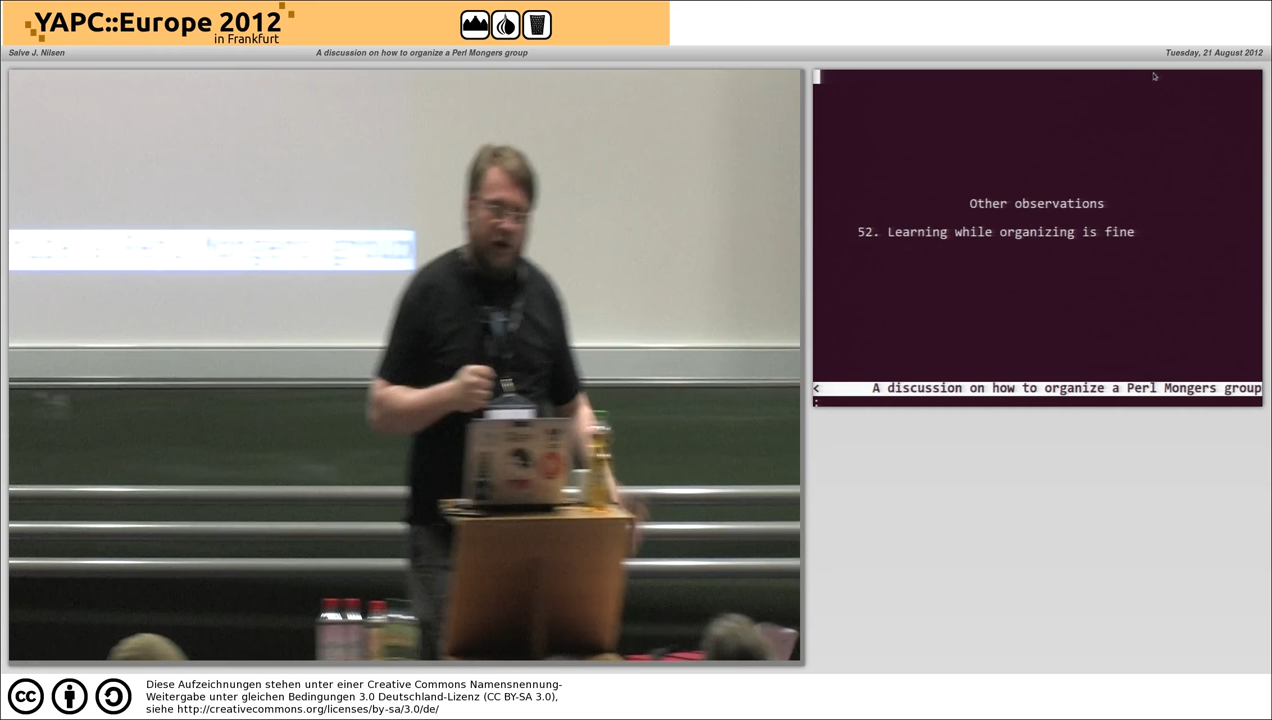 YAPC::Europe 2012
in Frankfurt
Salve J. Nilsen
A discussion on how to organize a Perl Mongers group
Tuesday, 21 August 2012
Other observations
52. Learning while organizing is fine
< A discussion on how to organize a Perl Mongers group
:
cc
Diese Aufzeichnungen stehen unter einer Creative Commons Namensnennung-
Weitergabe unter gleichen Bedingungen 3.0 Deutschland-Lizenz (CC BY-SA 3.0),
siehe http://creativecommons.org/licenses/by-sa/3.0/de/